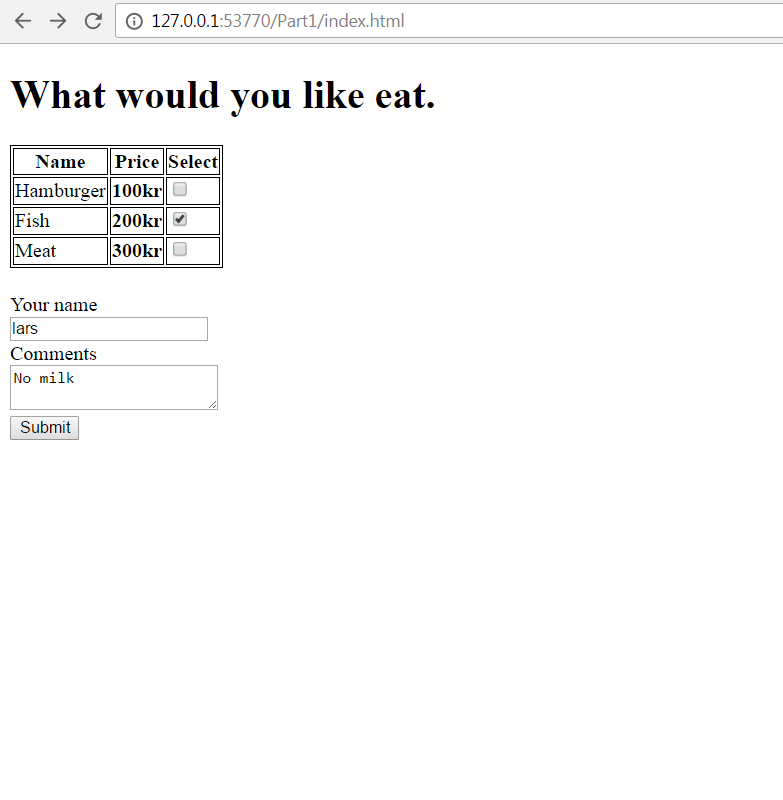 127.0.0.1:53770/Part1/index.html
What would you like eat.
Name Price Select
Hamburger 100kr
Fish 200kr
Meat 300kr
Your name
lars
Comments
No milk
Submit